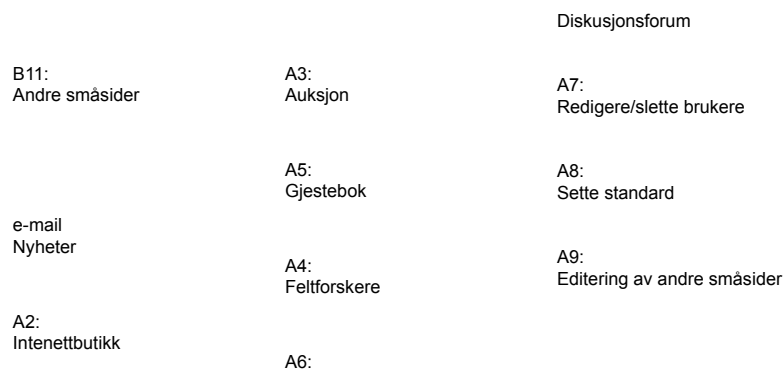 B11:
Andre småsider
e-mail
Nyheter
A2:
Intenettbutikk
A3:
Auksjon
A5:
Gjestebok
A4:
Feltforskere
A6:
Diskusjonsforum
A7:
Redigere/slette brukere
A8:
Sette standard
A9:
Editering av andre småsider